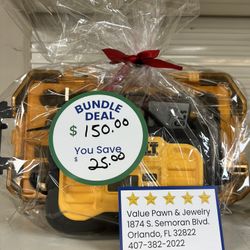 BUNDLE
DEAL
$ 150.00
You Save
$ 25.00
Value Pawn & Jewelry
1874 S. Semoran Blvd.
Orlando, FL 32822
407-382-2022